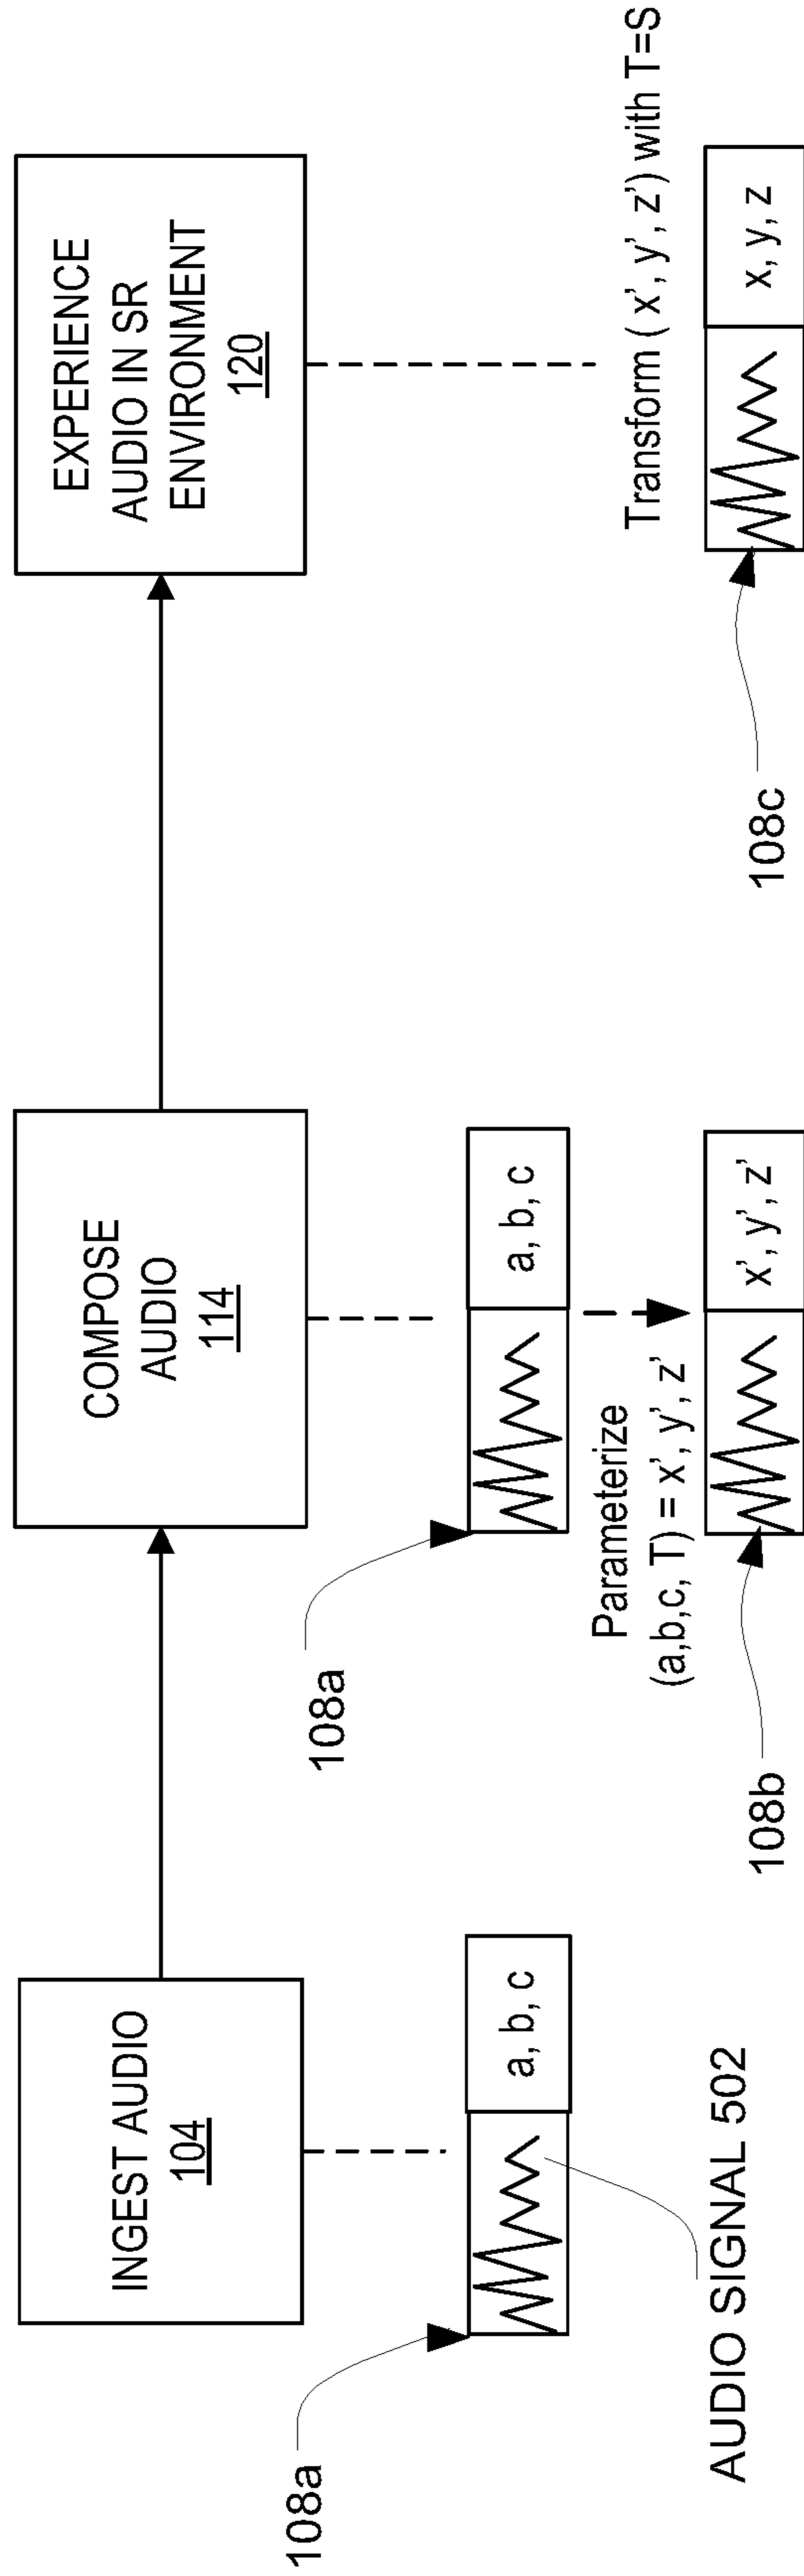 INGEST AUDIO
104
108a
a, b, c
AUDIO SIGNAL 502
COMPOSE
AUDIO
114
108a
a, b, c
Parameterize
(a,b,c, T) = x’, y’, z’
108b
x’, y’, z’
EXPERIENCE
AUDIO IN SR
ENVIRONMENT
120
Transform ( x’, y’, z’) with T=S
108c
x, y, z